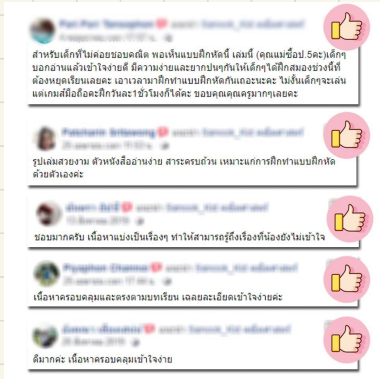 สำหรับเด็กที่ไม่ค่อยชอบคณิต พอเห็นแบบฝึกหัดนี้ เล่มนี้ (คุณแม่ซื้อป.5คะ)เด็กๆ
บอกอ่านแล้วเข้าใจง่ายดี มีความง่ายและยากปนๆกันให้เด็กๆได้ฝึกสมองช่วงนี้ที่
ต้องหยุดเรียนเลยคะ เอาเวลามาฝึกทำแบบฝึกหัดกันเถอะนะคะ ไม่งั้นเด็กๆจะเล่น
แต่เกมส์มือถือคะฝึกวันละ1ชั่วโมงก็ได้คะ ขอบคุณคุณครูมากๆเลยคะ
รูปเล่มสวยงาม ตัวหนังสืออ่านง่าย สาระครบถ้วน เหมาะแก่การฝึกทำแบบฝึกหัด
ด้วยตัวเองค่ะ
ชอบมากครับ เนื้อหาแบ่งเป็นเรื่องๆ ทำให้สามารถรู้ถึงเรื่องที่น้องยังไม่เข้าใจ
เนื้อหาครอบคลุมและตรงตามบทเรียน เฉลยละเอียดเข้าใจง่ายค่ะ
ดีมากค่ะ เนื้อหาครอบคลุมเข้าใจง่าย